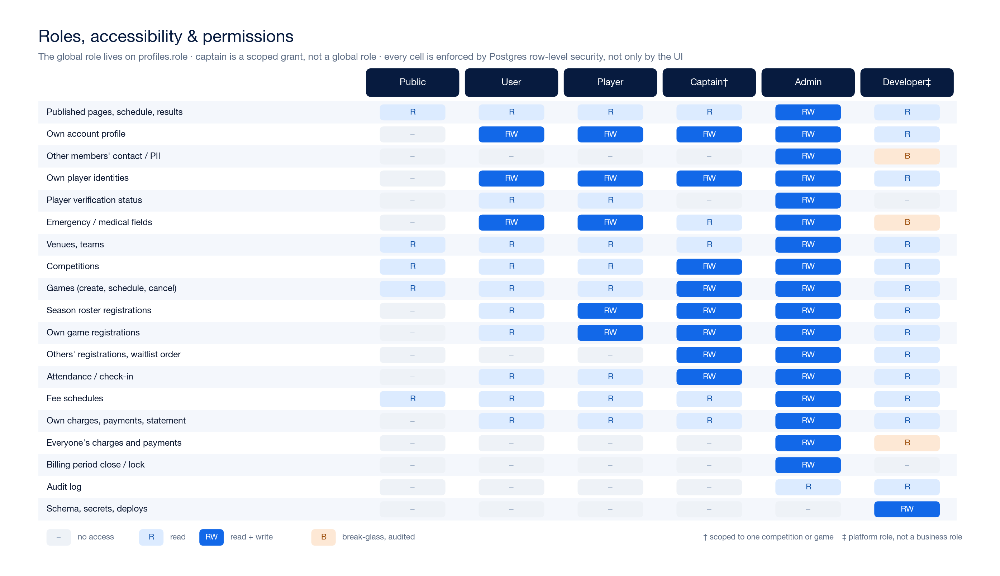 Roles, accessibility & permissions
The global role lives on profiles.role · captain is a scoped grant, not a global role · every cell is enforced by Postgres row-level security, not only by the UI
Public User Player Captain† Admin Developer‡
Published pages, schedule, results R R R R RW R
Own account profile – RW RW RW RW R
Other members' contact / PII – – – – RW B
Own player identities – RW RW RW RW R
Player verification status – R R – RW –
Emergency / medical fields – RW RW R RW B
Venues, teams R R R R RW R
Competitions R R R RW RW R
Games (create, schedule, cancel) R R R RW RW R
Season roster registrations – R RW RW RW R
Own game registrations – R RW RW RW R
Others' registrations, waitlist order – – – RW RW R
Attendance / check-in – R R RW RW R
Fee schedules R R R R RW R
Own charges, payments, statement – R R R RW R
Everyone's charges and payments – – – – RW B
Billing period close / lock – – – – RW –
Audit log – – – – R R
Schema, secrets, deploys – – – – – RW
– no access R read RW read + write B break-glass, audited † scoped to one competition or game ‡ platform role, not a business role